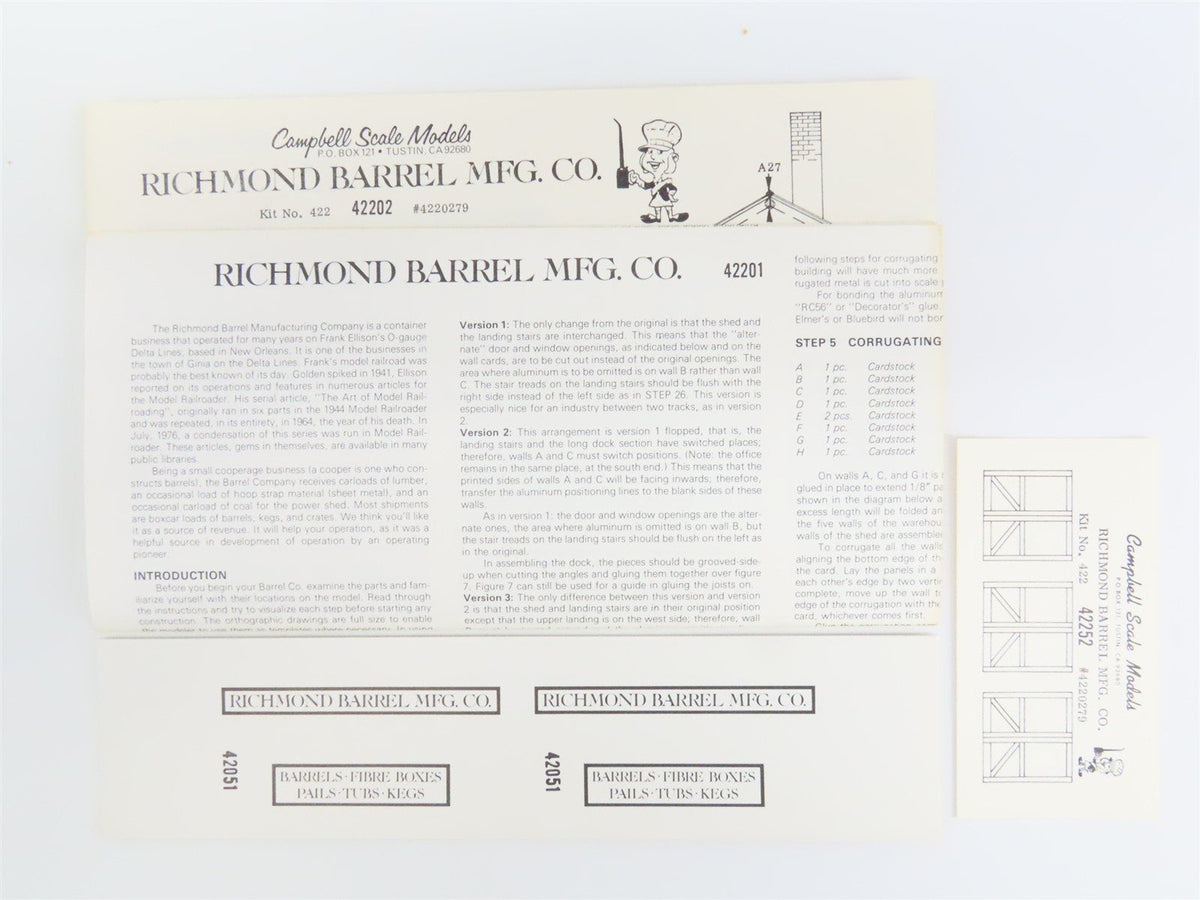 Campbell Scale Models
P.O. BOX 121 • TUSTIN, CA 92680
RICHMOND BARREL MFG. CO.
Kit No. 422 42202 #4220279
A27
RICHMOND BARREL MFG. CO. 42201
The Richmond Barrel Manufacturing Company is a container
business that operated for many years on Frank Ellison's O-gauge
Delta Lines, based in New Orleans. It is one of the businesses in
the town of Ginia on the Delta Lines. Frank's model railroad was
probably the best known of its day. Golden spiked in 1941, Ellison
reported on its operations and features in numerous articles for
the Model Railroader. His serial article, "The Art of Model Rail-
roading", originally ran in six parts in the 1944 Model Railroader
and was repeated, in its entirety, in 1964, the year of his death. In
July, 1976, a condensation of this series was run in Model Rail-
roader. These articles, gems in themselves, are available in many
public libraries.
Being a small cooperage business (a cooper is one who con-
structs barrels), the Barrel Company receives carloads of lumber,
an occasional load of hoop strap material (sheet metal), and an
occasional carload of coal for the power shed. Most shipments
are boxcar loads of barrels, kegs, and crates. We think you'll like
it as a source of revenue. It will help your operation, as it was a
helpful source in development of operation by an operating
pioneer.
INTRODUCTION
Before you begin your Barrel Co. examine the parts and fam-
iliarize yourself with their locations on the model. Read through
the instructions and try to visualize each step before starting any
construction. The orthographic drawings are full size to enable
the modeler to use them as templates where necessary. In using
Version 1: The only change from the original is that the shed and
the landing stairs are interchanged. This means that the "alter-
nate" door and window openings, as indicated below and on the
wall cards, are to be cut out instead of the original openings. The
area where aluminum is to be omitted is on wall B rather than wall
C. The stair treads on the landing stairs should be flush with the
right side instead of the left side as in STEP 26. This version is
especially nice for an industry between two tracks, as in version
2.
Version 2: This arrangement is version 1 flopped, that is, the
landing stairs and the long dock section have switched places;
therefore, walls A and C must switch positions. (Note: the office
remains in the same place, at the south end.) This means that the
printed sides of walls A and C will be facing inwards; therefore,
transfer the aluminum positioning lines to the blank sides of these
walls.
As in version 1: the door and window openings are the alter-
nate ones, the area where aluminum is omitted is on wall B, but
the stair treads on the landing stairs should be flush on the left as
in the original.
In assembling the dock, the pieces should be grooved-side-
up when cutting the angles and gluing them together over figure
7. Figure 7 can still be used for a guide in gluing the joists on.
Version 3: The only difference between this version and version
2 is that the shed and landing stairs are in their original position
except that the upper landing is on the west side; therefore, wall
following steps for corrugating
building will have much more
rugated metal is cut into scale
For bonding the aluminum
"RC56" or "Decorator's" glue.
Elmer's or Bluebird will not bor
STEP 5 CORRUGATING
A 1 pc. Cardstock
B 1 pc. Cardstock
C 1 pc. Cardstock
D 1 pc. Cardstock
E 2 pcs. Cardstock
F 1 pc. Cardstock
G 1 pc. Cardstock
H 1 pc. Cardstock
On walls A, C, and G it is
glued in place to extend 1/8" pa
shown in the diagram below a
excess length will be folded an
the five walls of the warehou
walls of the shed are assemble
To corrugate all the walls
aligning the bottom edge of th
the card. Lay the panels in a
each other's edge by two verti
complete, move up the wall t
edge of the corrugation with the
card, whichever comes first.
RICHMOND BARREL MFG. CO.
42051
BARRELS · FIBRE BOXES
PAILS · TUBS · KEGS
RICHMOND BARREL MFG. CO.
42051
BARRELS · FIBRE BOXES
PAILS · TUBS · KEGS
Campbell Scale Models
P.O. BOX 121, TUSTIN, CA 92680
RICHMOND BARREL MFG. CO.
Kit No. 422 42252 #4220279